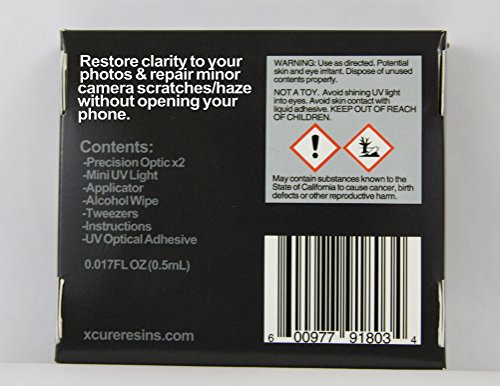 Restore clarity to your
photos & repair minor
camera scratches/haze
without opening your
phone.
Contents:
-Precision Optic x2
-Mini UV Light
-Applicator
-Alcohol Wipe
-Tweezers
-Instructions
-UV Optical Adhesive
0.017FL OZ (0.5mL)
xcureresins.com
WARNING: Use as directed. Potential
skin and eye irritant. Dispose of unused
contents properly.
NOT A TOY. Avoid shining UV light
into eyes. Avoid skin contact with
liquid adhesive. KEEP OUT OF REACH
OF CHILDREN.
May contain substances known to the
State of California to cause cancer, birth
defects or other reproductive harm.
6 00977 91803 4